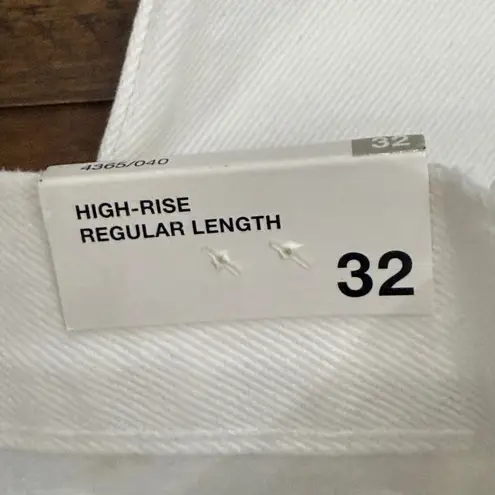 32
4365/040
HIGH-RISE
REGULAR LENGTH
32